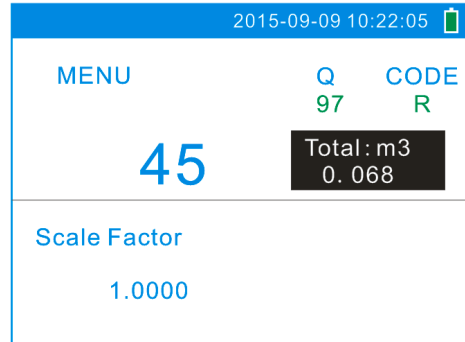 2015-09-09 10:22:05
MENU Q CODE
97 R
45
Total:m3
0.068
Scale Factor
1.0000